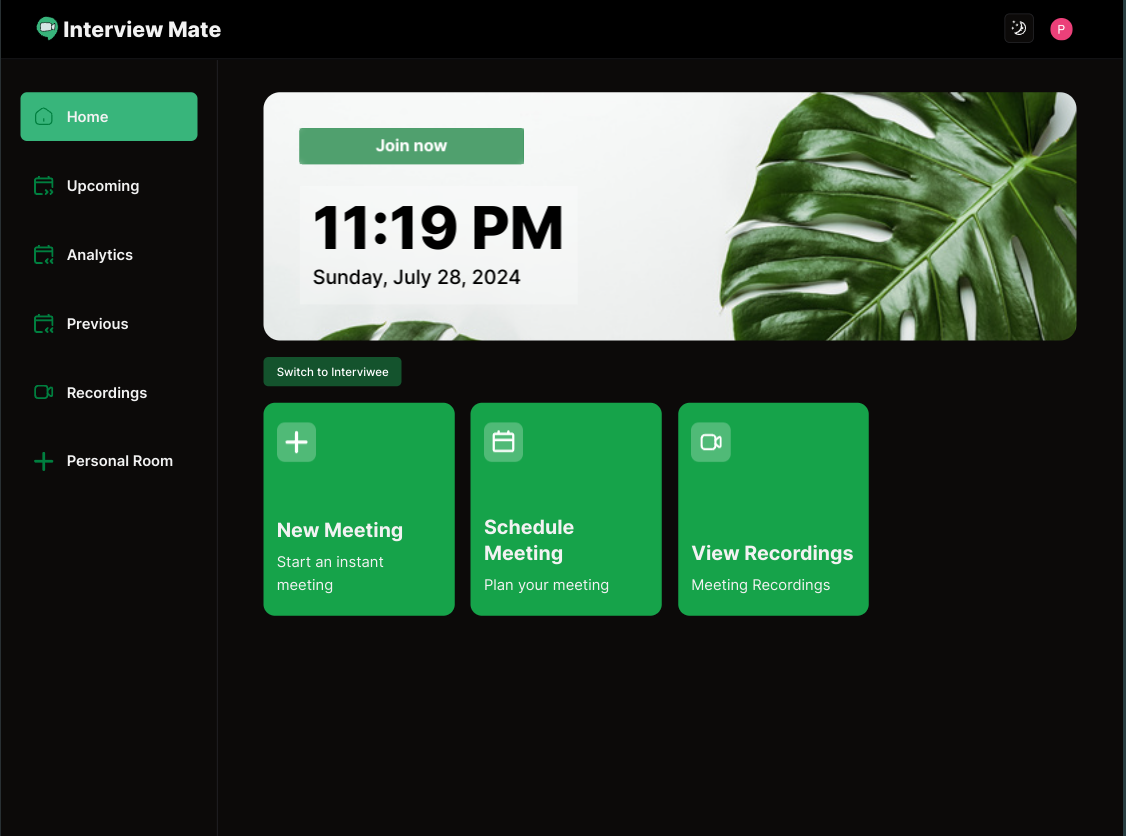 Interview Mate
P
Home
Upcoming
Analytics
Previous
Recordings
Personal Room
Join now
11:19 PM
Sunday, July 28, 2024
Switch to Interviwee
New Meeting
Start an instant
meeting
Schedule
Meeting
Plan your meeting
View Recordings
Meeting Recordings